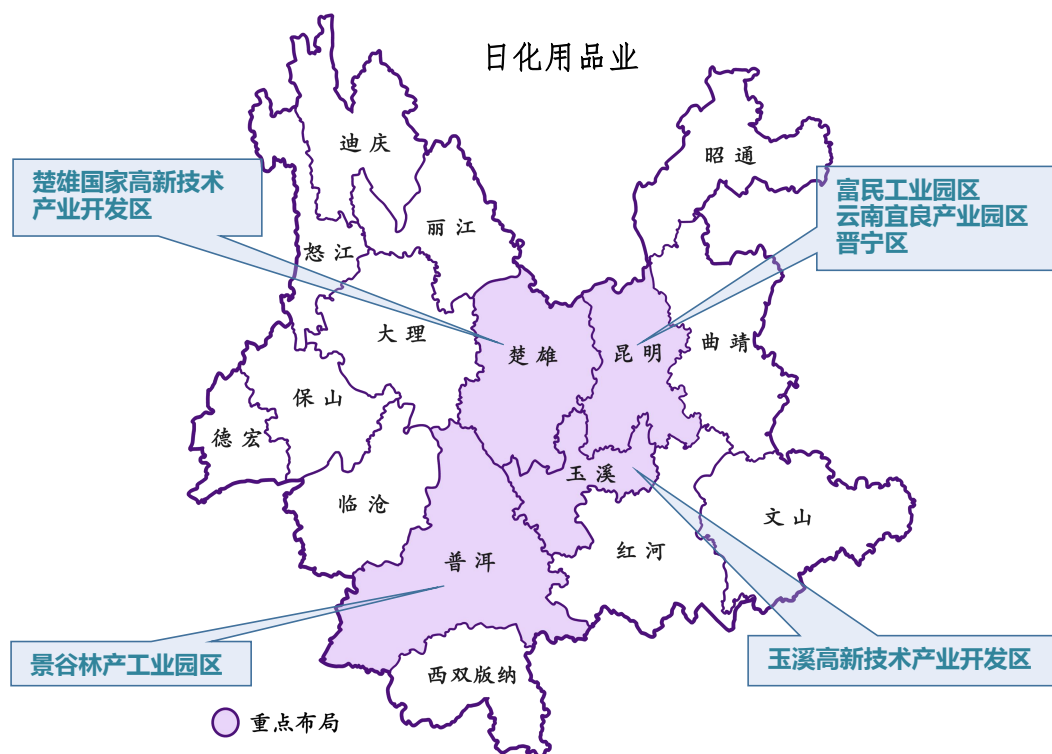 日化用品业
迪庆
昭通
楚雄国家高新技术
产业开发区
富民工业园区
云南宜良产业园区
晋宁区
丽江
怒江
大理
楚雄
昆明
曲靖
保山
德宏
玉溪
临沧
文山
红河
普洱
景谷林产工业园区
西双版纳
玉溪高新技术产业开发区
重点布局